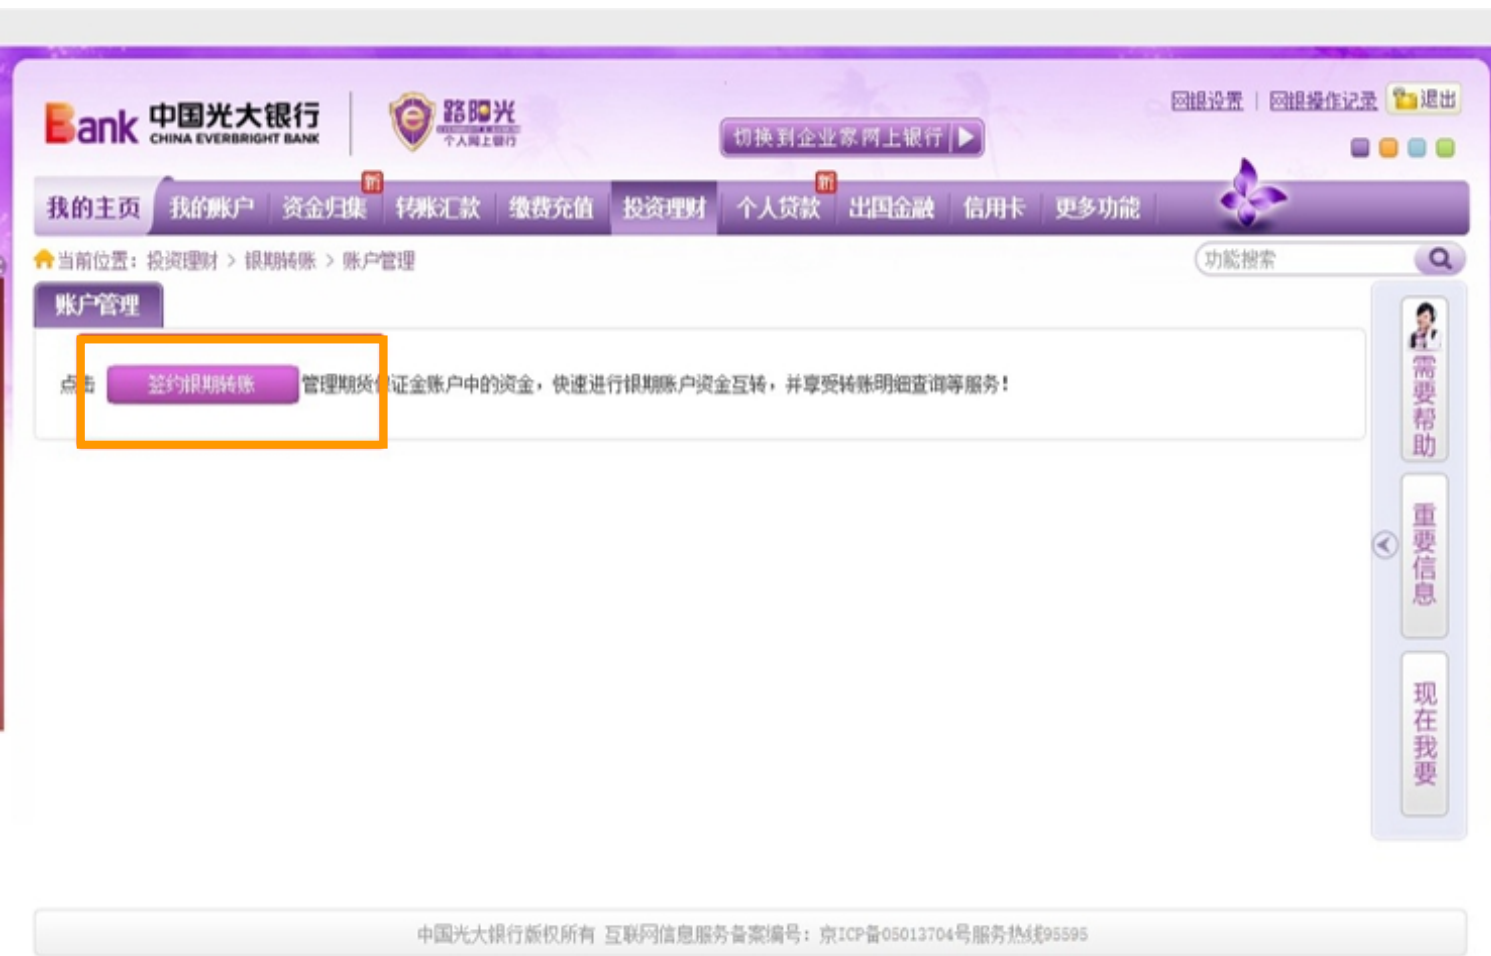 Bank 中国光大银行
CHINA EVERBRIGHT BANK
e路阳光
个人网上银行
切换到企业家网上银行
网银设置 | 网银操作记录 退出
我的主页 我的账户 资金归集 新 转账汇款 缴费充值 投资理财 个人贷款 新 出国金融 信用卡 更多功能
当前位置：投资理财 > 银期转账 > 账户管理
功能搜索
账户管理
点击 签约银期转账 管理期货保证金账户中的资金，快速进行银期账户资金互转，并享受转账明细查询等服务！
需要帮助
重要信息
现在我要
中国光大银行版权所有 互联网信息服务备案编号：京ICP备05013704号服务热线95595